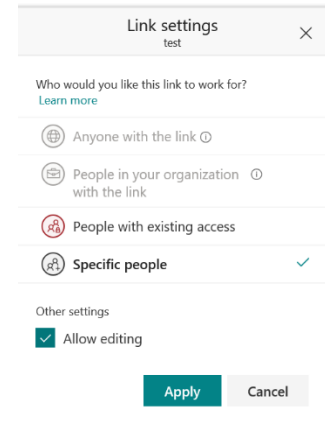 Link settings
test
Who would you like this link to work for?
Learn more
Anyone with the link
People in your organization
with the link
People with existing access
Specific people
Other settings
Allow editing
Apply Cancel